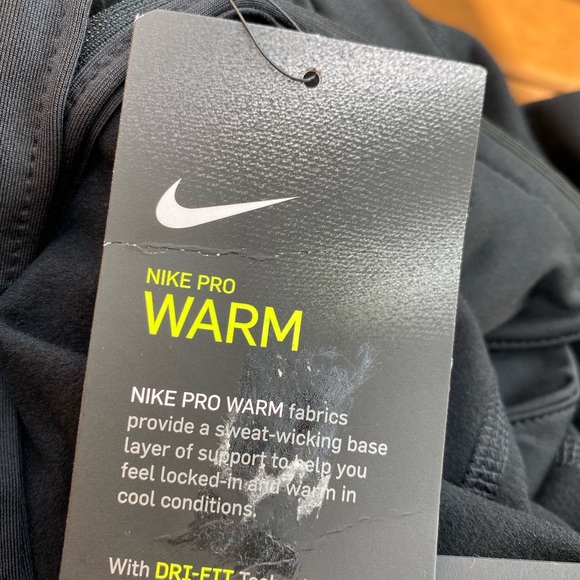 NIKE PRO
WARM
NIKE PRO WARM fabrics
provide a sweat-wicking base
layer of support to help you
feel locked-in and warm in
cool conditions.
With DRI-FIT